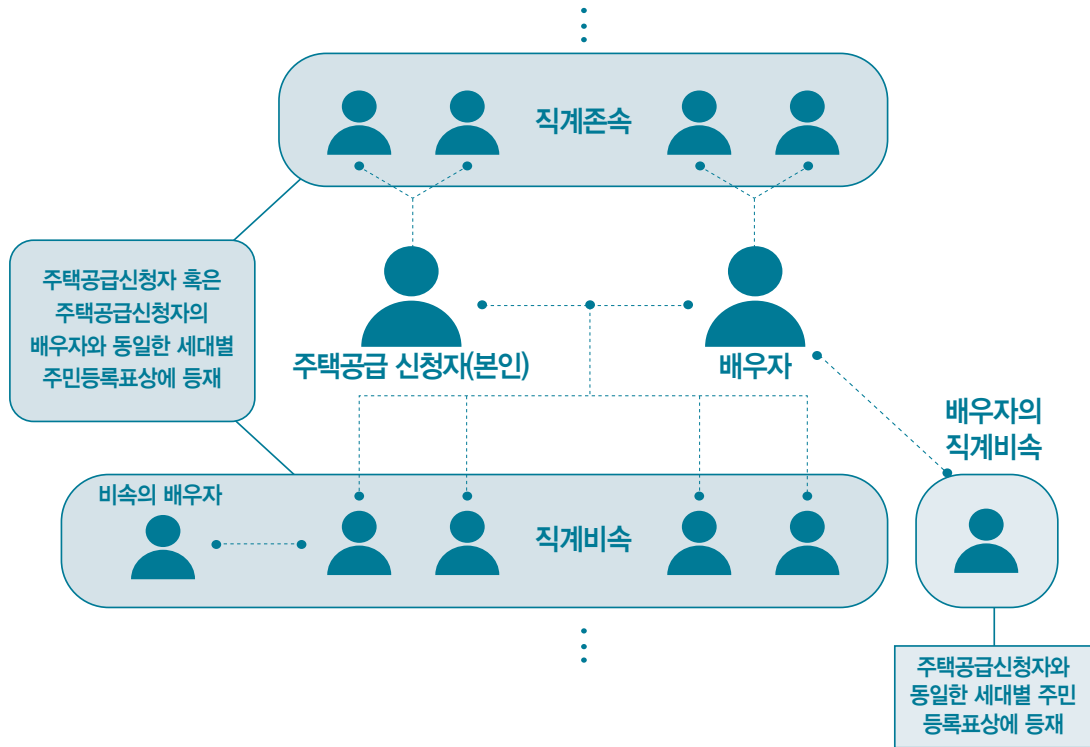 직계존속
주택공급신청자 혹은
주택공급신청자의
배우자와 동일한 세대별
주민등록표상에 등재
주택공급 신청자(본인)
배우자
배우자의
직계비속
비속의 배우자
직계비속
주택공급신청자와
동일한 세대별 주민
등록표상에 등재